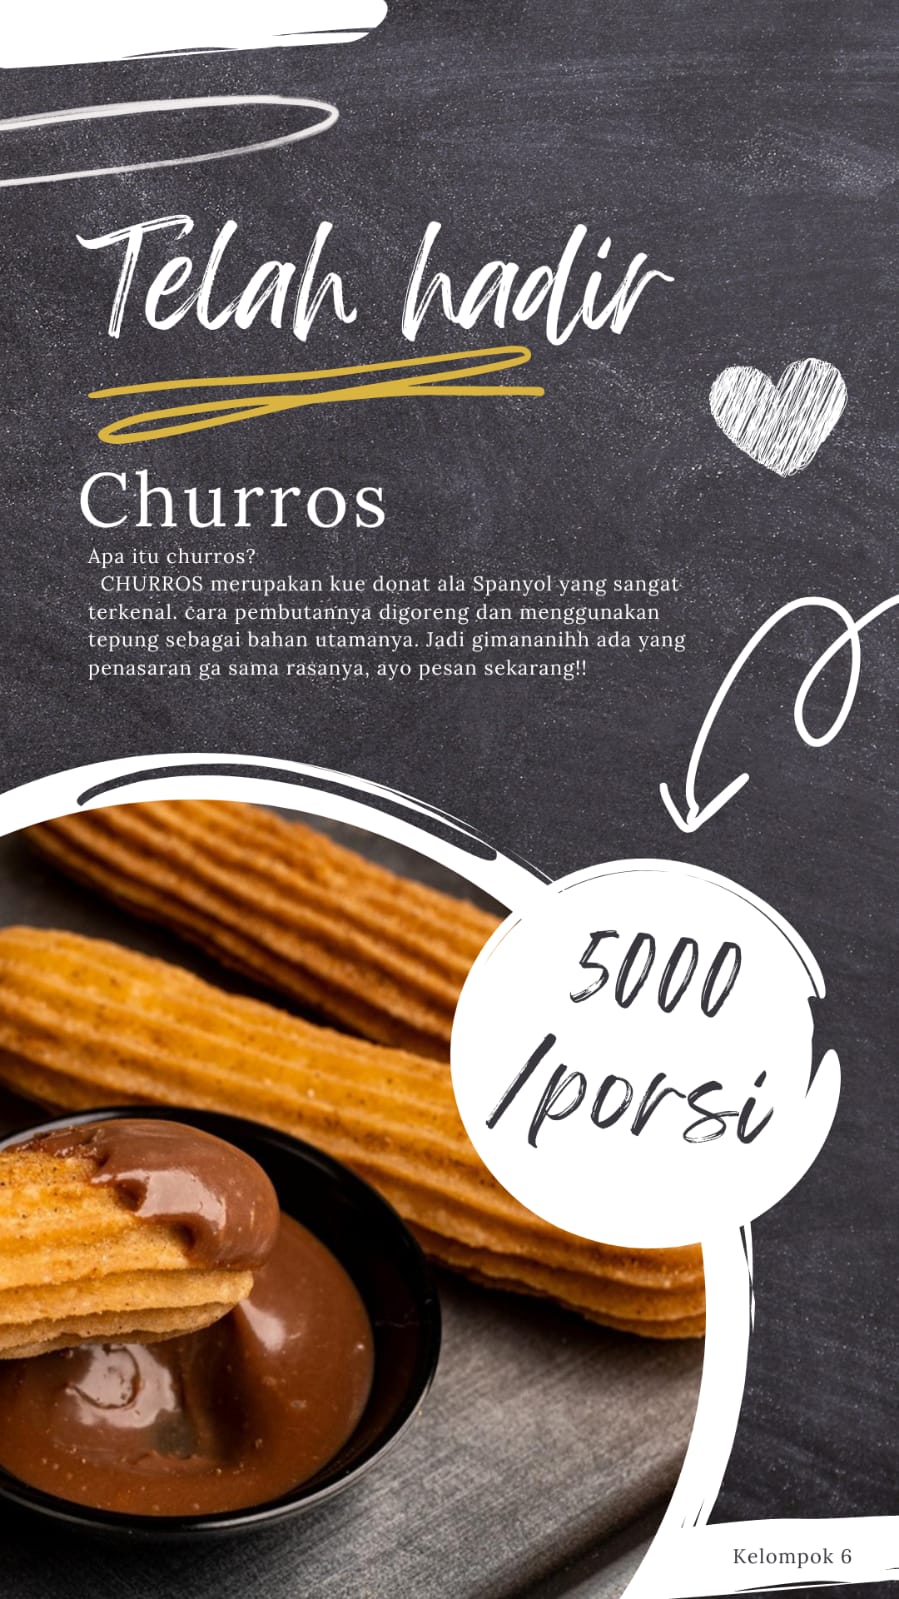 Telah hadir
Churros
Apa itu churros?
CHURROS merupakan kue donat ala Spanyol yang sangat
terkenal. cara pembutannya digoreng dan menggunakan
tepung sebagai bahan utamanya. Jadi gimananihh ada yang
penasaran ga sama rasanya, ayo pesan sekarang!!
5000
/porsi
Kelompok 6